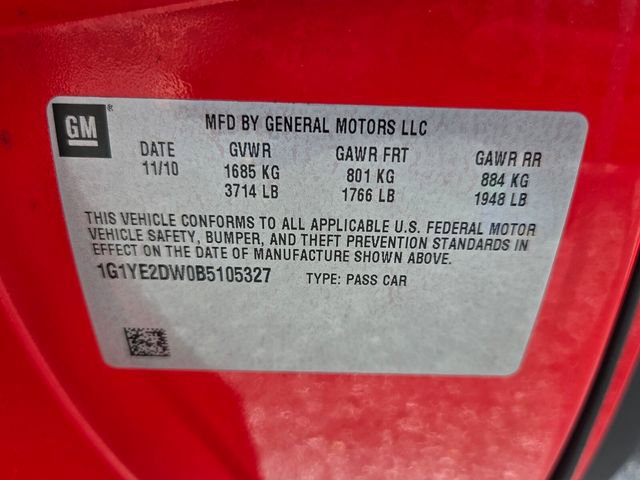 GM®
MFD BY GENERAL MOTORS LLC
DATE GVWR GAWR FRT GAWR RR
11/10 1685 KG 801 KG 884 KG
3714 LB 1766 LB 1948 LB
THIS VEHICLE CONFORMS TO ALL APPLICABLE U.S. FEDERAL MOTOR
VEHICLE SAFETY, BUMPER, AND THEFT PREVENTION STANDARDS IN
EFFECT ON THE DATE OF MANUFACTURE SHOWN ABOVE.
1G1YE2DW0B5105327 TYPE: PASS CAR